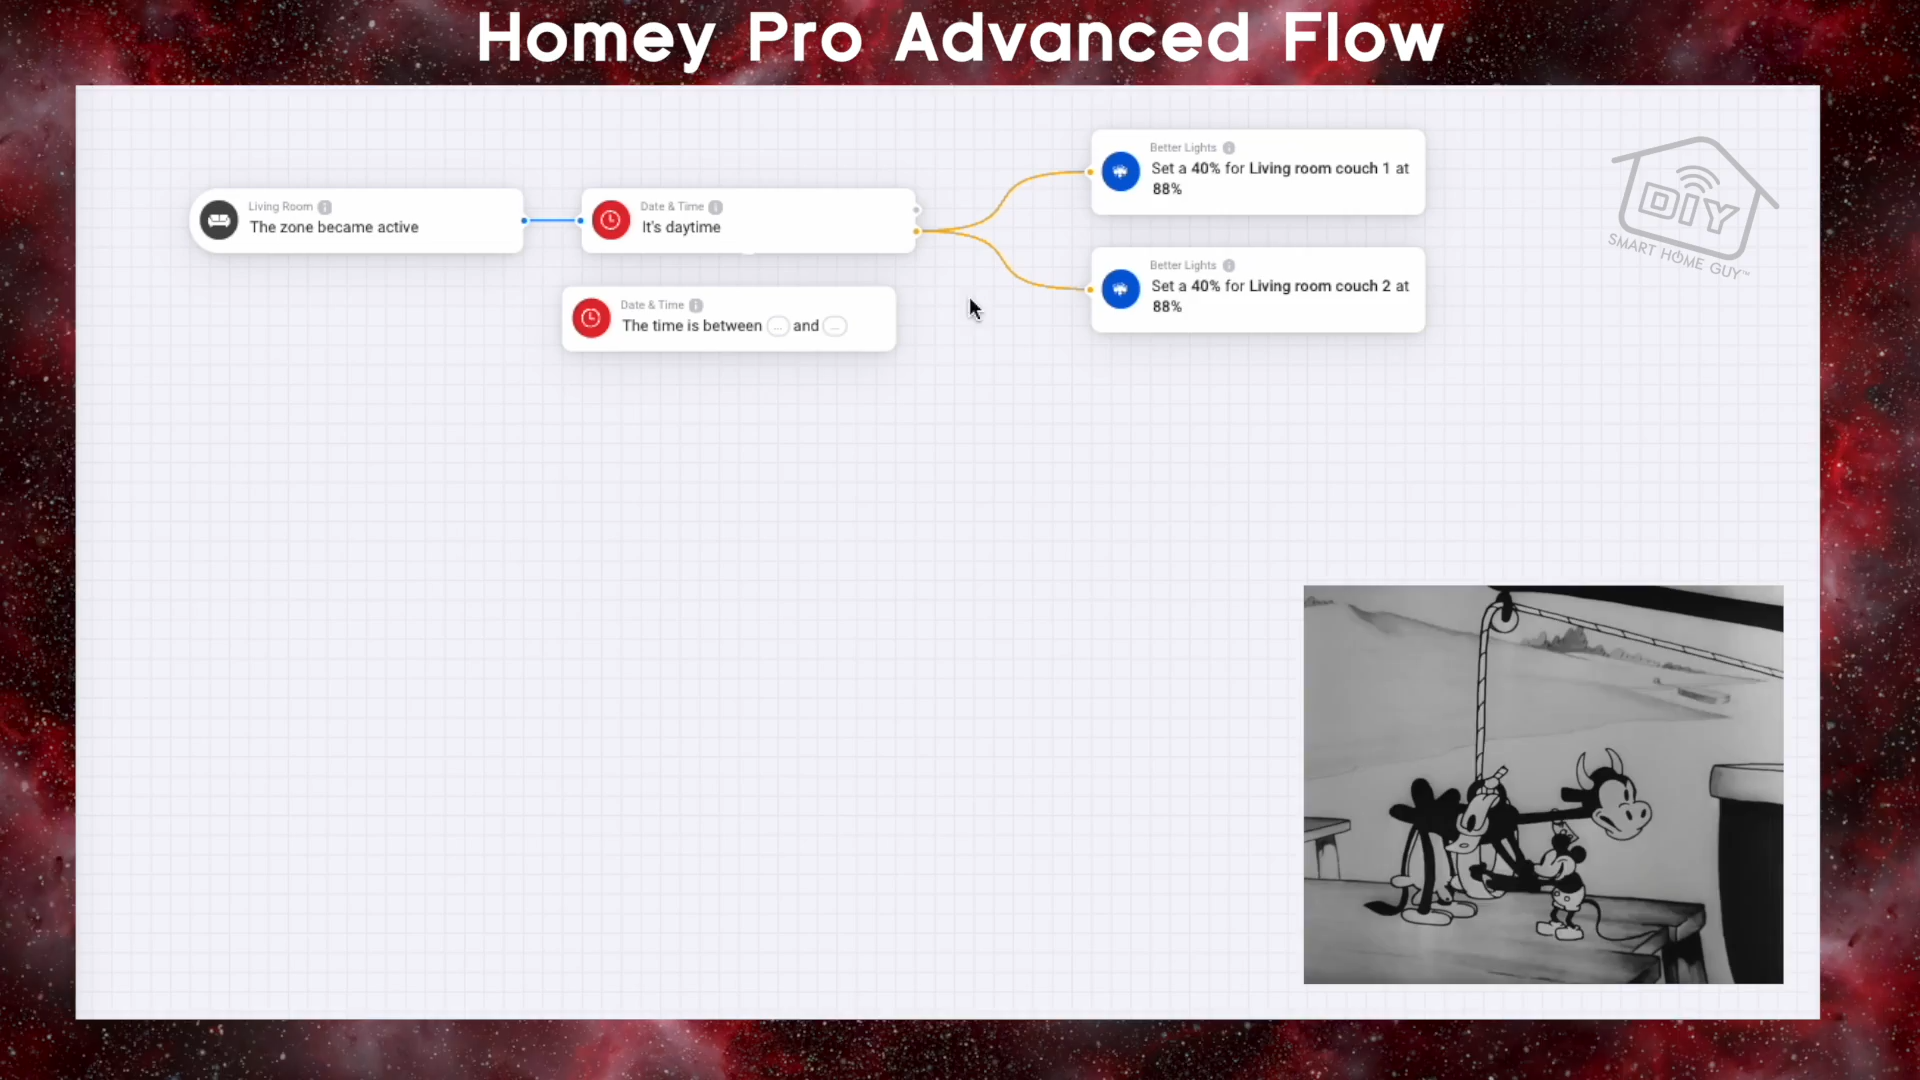 Homey Pro Advanced Flow
Living Room
The zone became active
Date & Time
It's daytime
Date & Time
The time is between ... and ...
Better Lights
Set a 40% for Living room couch 1 at
88%
Better Lights
Set a 40% for Living room couch 2 at
88%
DIY
SMART HOME GUY™